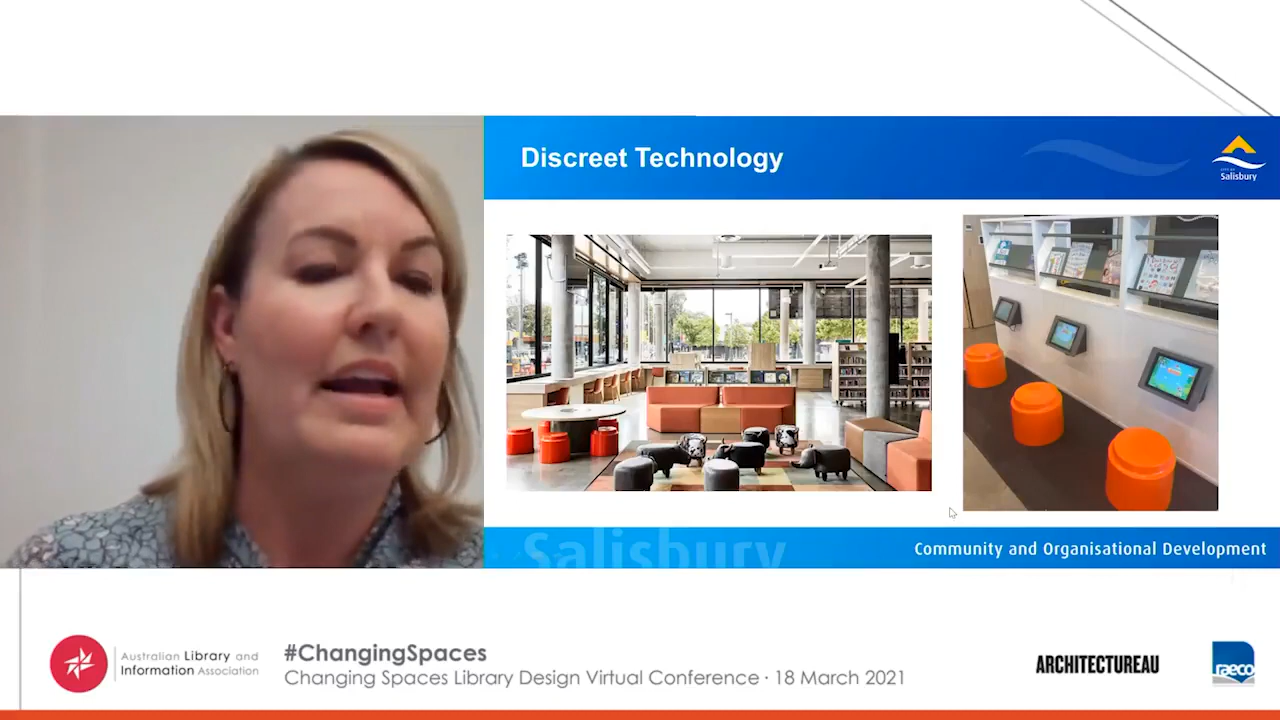 Discreet Technology
Salisbury
Salisbury
Community and Organisational Development
Australian Library and
Information Association
#ChangingSpaces
Changing Spaces Library Design Virtual Conference · 18 March 2021
ARCHITECTUREAU
raeco